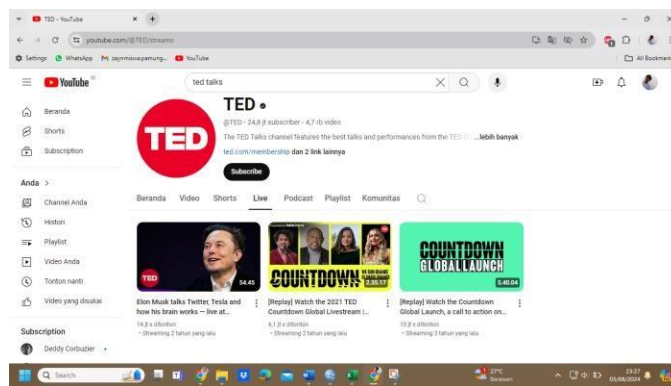 TED - YouTube
youtube.com/@TED/streams
Settings WhatsApp YouTube All Bookmarks
YouTube
ted talks
Beranda
Shorts
Subscription
Anda >
Channel Anda
Histori
Playlist
Video Anda
Tonton nanti
Video yang disukai
Subscription
Deddy Corbuzier
TED
TED
@TED · 24,8 jt subscriber · 4,7 rb video
The TED Talks channel features the best talks and performances from the TED ...lebih banyak
ted.com/membership dan 2 link lainnya
Subscribe
Beranda Video Shorts Live Podcast Playlist Komunitas
TED
54.45
Elon Musk talks Twitter, Tesla and
how his brain works — live at...
14 jt x ditonton
• Streaming 2 tahun yang lalu
COUNTDOWN
2.35.17
[Replay] Watch the 2021 TED
Countdown Global Livestream |...
6,1 jt x ditonton
• Streaming 2 tahun yang lalu
COUNTDOWN
GLOBAL LAUNCH
5.40.04
[Replay] Watch the Countdown
Global Launch, a call to action on...
15 jt x ditonton
• Streaming 3 tahun yang lalu
Search
27°C
Berawan
23:27
05/08/2024